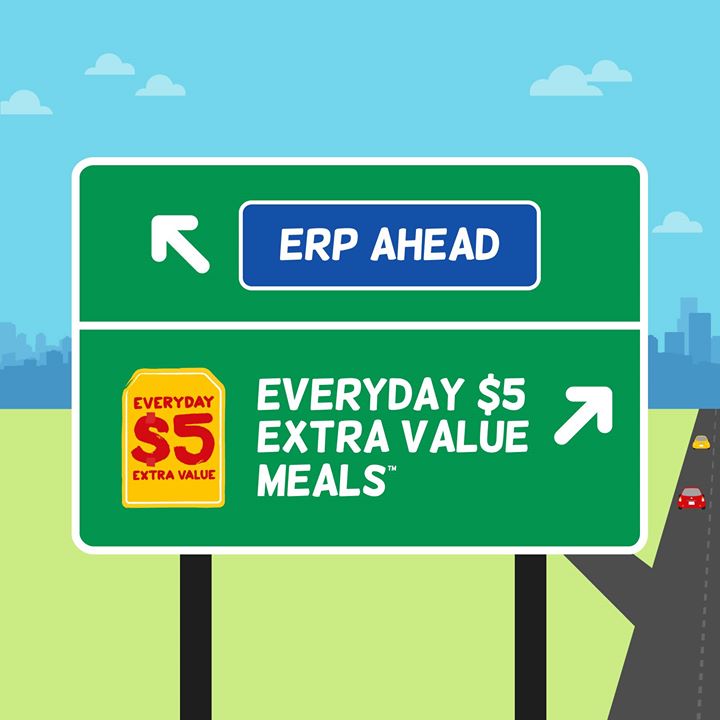 ERP AHEAD
EVERYDAY
$5
EXTRA VALUE
EVERYDAY $5
EXTRA VALUE
MEALS™